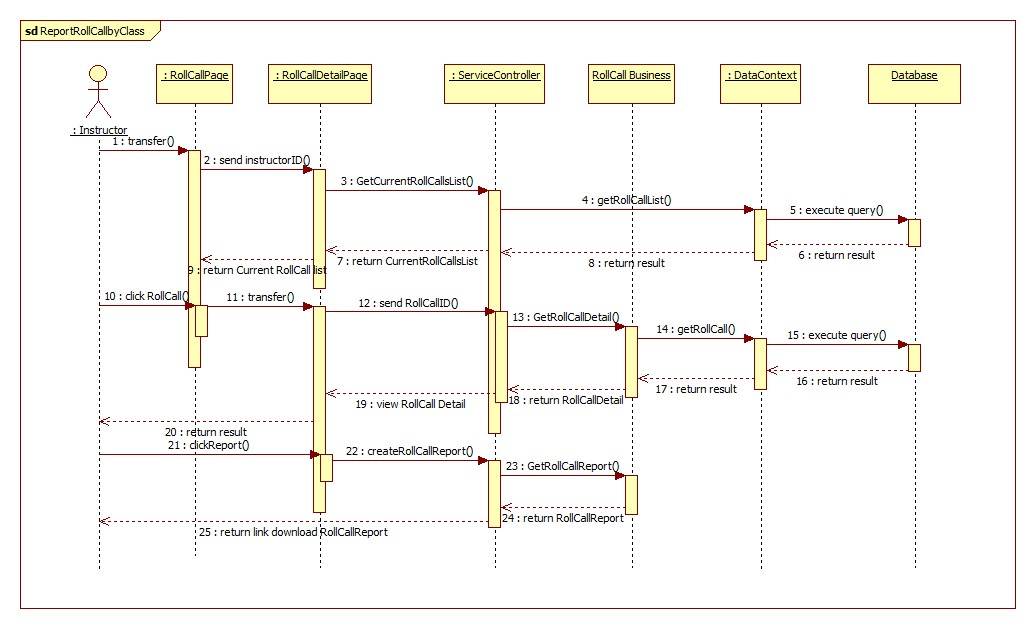 sd ReportRollCallbyClass
: RollCallPage
: RollCallDetailPage
: ServiceController
RollCall Business
: DataContext
Database
: Instructor
1 : transfer()
2 : send instructorID()
3 : GetCurrentRollCallsList()
4 : getRollCallList()
5 : execute query()
6 : return result
7 : return CurrentRollCallsList
8 : return result
9 : return Current RollCall list
10 : click RollCall()
11 : transfer()
12 : send RollCallID()
13 : GetRollCallDetail()
14 : getRollCall()
15 : execute query()
16 : return result
17 : return result
18 : return RollCallDetail
19 : view RollCall Detail
20 : return result
21 : clickReport()
22 : createRollCallReport()
23 : GetRollCallReport()
24 : return RollCallReport
25 : return link download RollCallReport